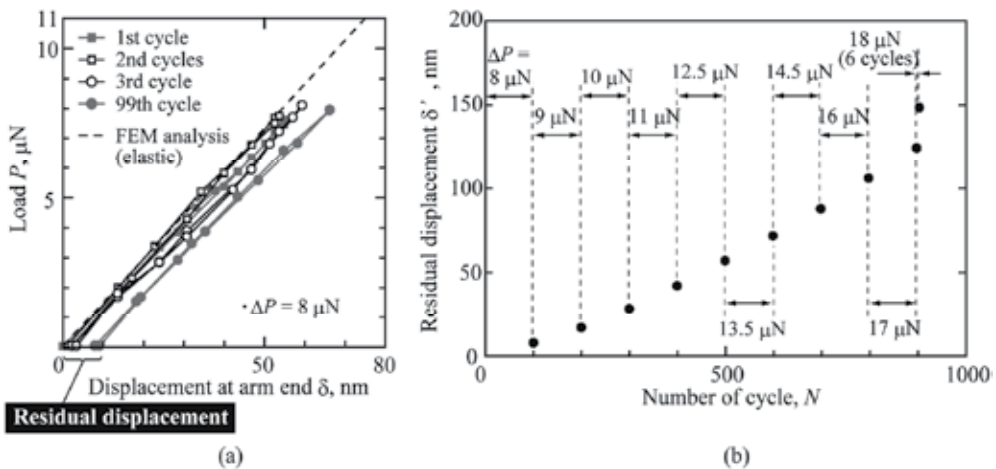 11
10
5
0
Load P, μN
1st cycle
2nd cycles
3rd cycle
99th cycle
FEM analysis
(elastic)
·ΔP = 8 μN
0
50
80
Displacement at arm end δ, nm
Residual displacement
(a)
200
150
100
50
0
Residual displacement δ′, nm
ΔP =
8 μN
9 μN
10 μN
11 μN
12.5 μN
13.5 μN
14.5 μN
16 μN
17 μN
18 μN
(6 cycles)
0
500
1000
Number of cycle, N
(b)